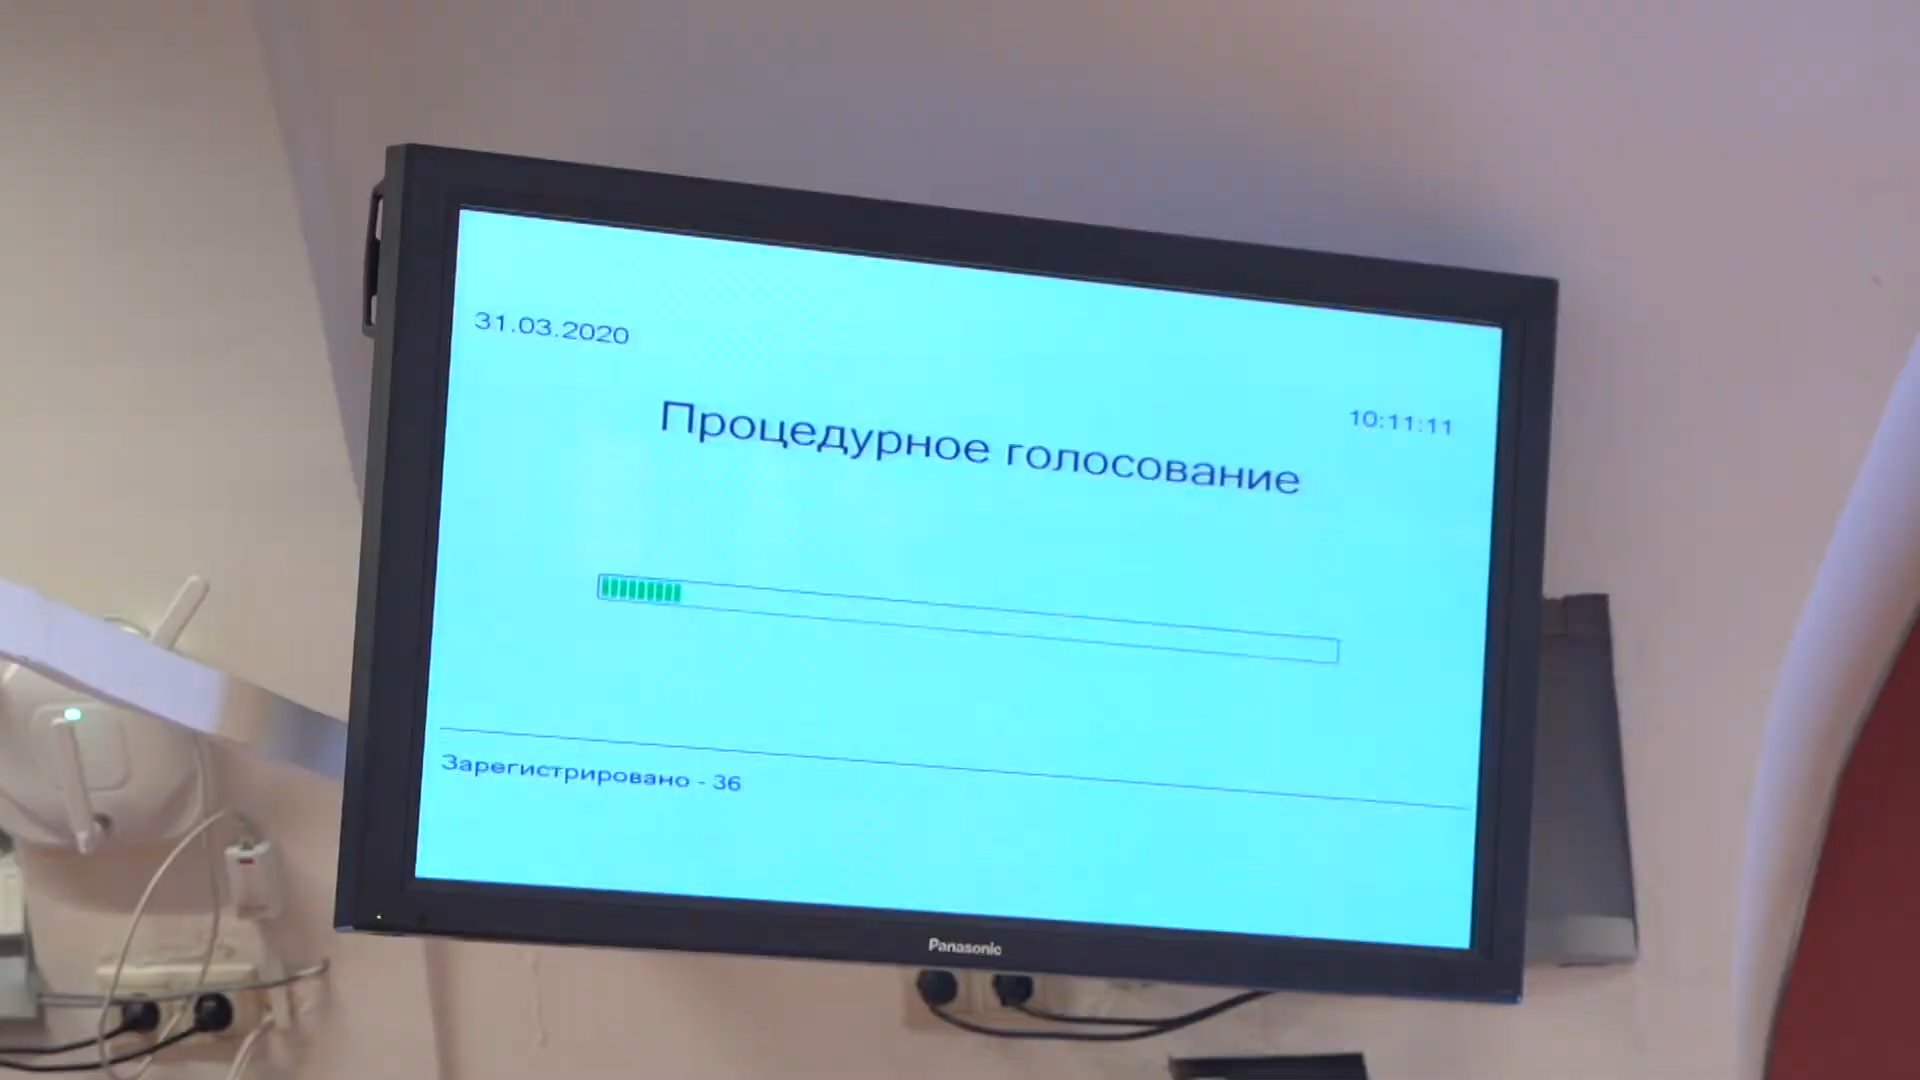 31.03.2020
10:11:11
Процедурное голосование
Зарегистрировано - 36
Panasonic